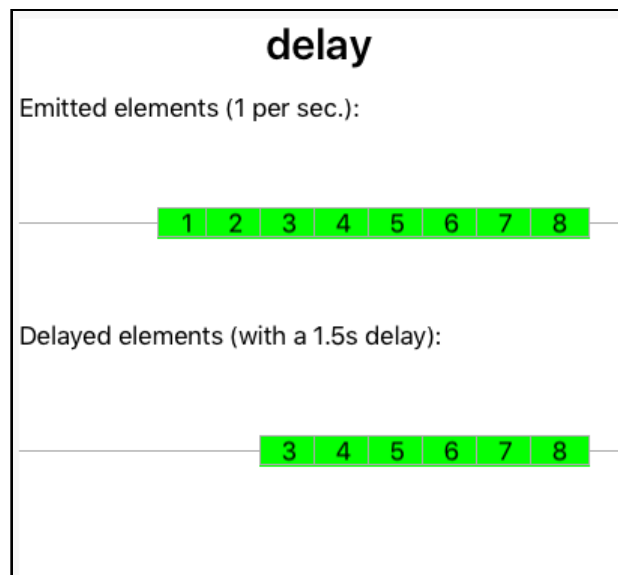 delay
Emitted elements (1 per sec.):
1 2 3 4 5 6 7 8
Delayed elements (with a 1.5s delay):
3 4 5 6 7 8